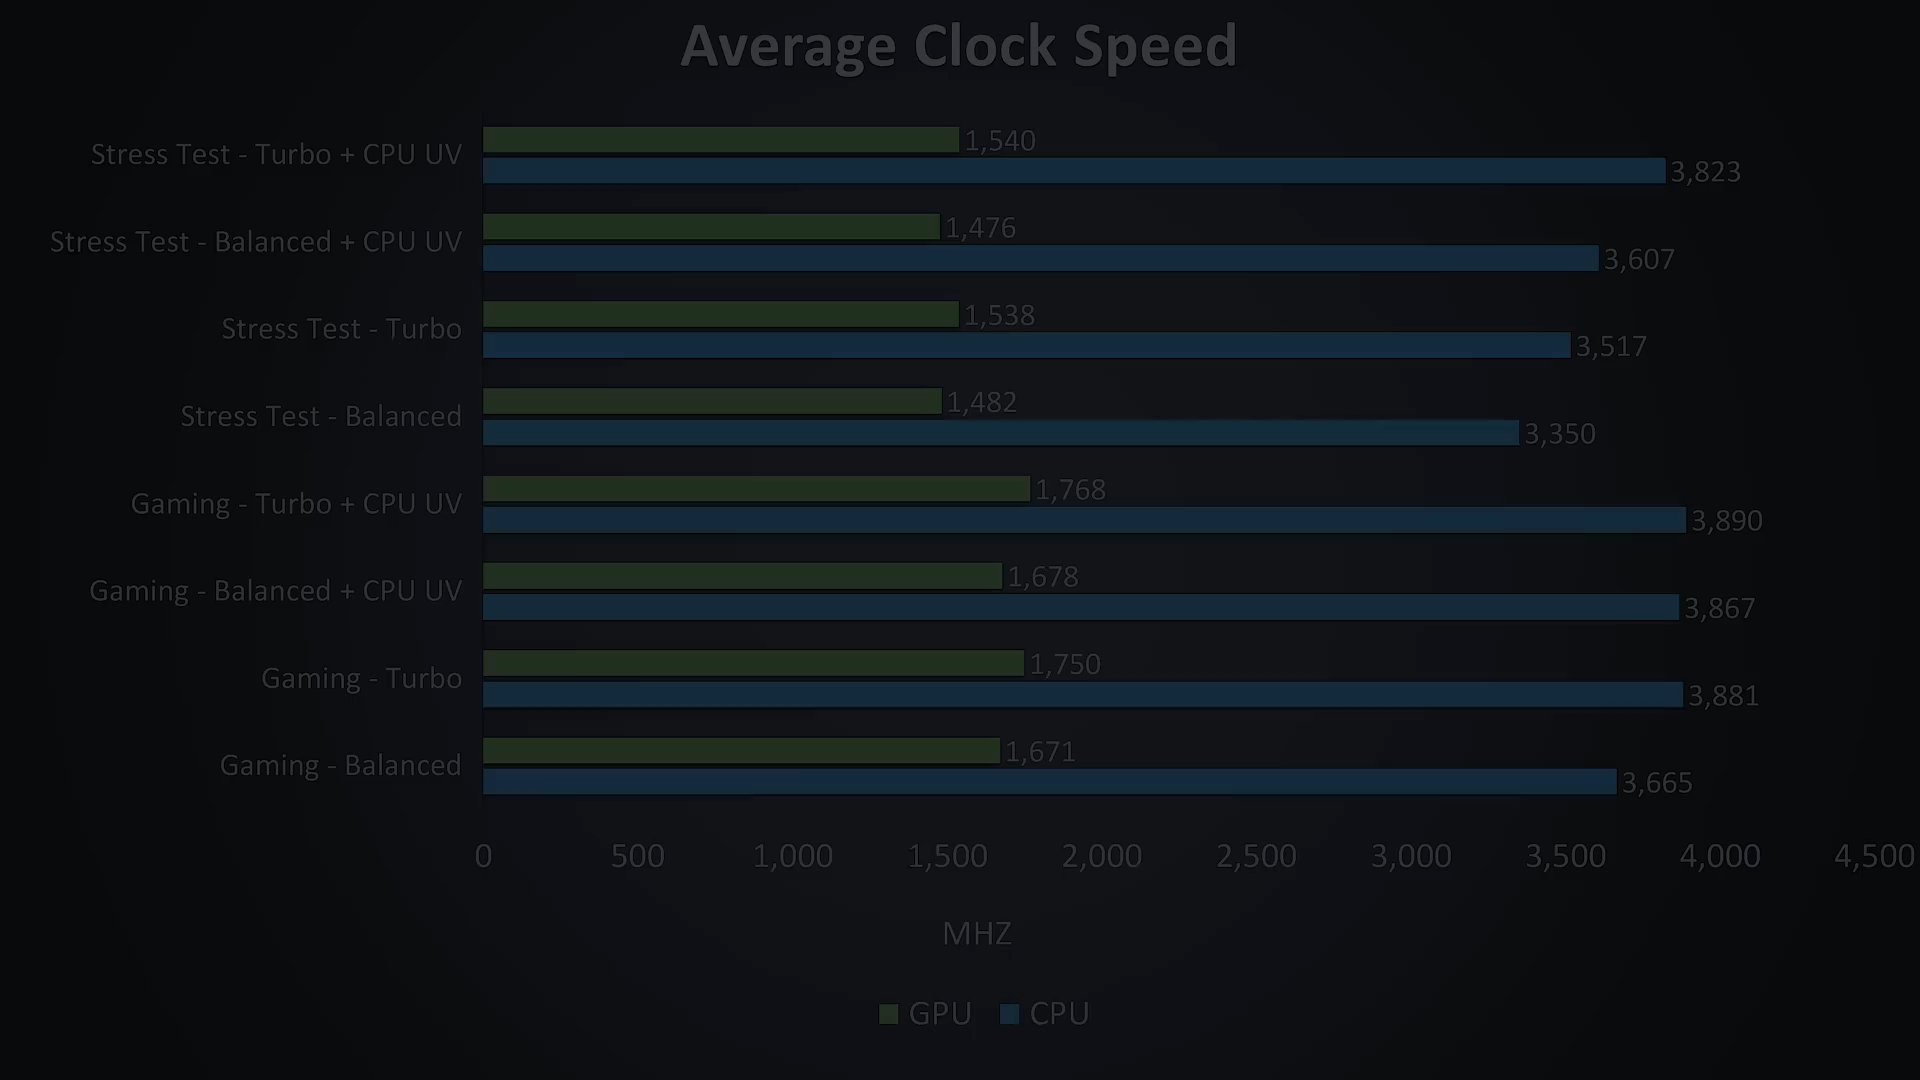 Average Clock Speed
Stress Test - Turbo + CPU UV
1,540
3,823
Stress Test - Balanced + CPU UV
1,476
3,607
Stress Test - Turbo
1,538
3,517
Stress Test - Balanced
1,482
3,350
Gaming - Turbo + CPU UV
1,768
3,890
Gaming - Balanced + CPU UV
1,678
3,867
Gaming - Turbo
1,750
3,881
Gaming - Balanced
1,671
3,665
0 500 1,000 1,500 2,000 2,500 3,000 3,500 4,000 4,500
MHZ
GPU CPU